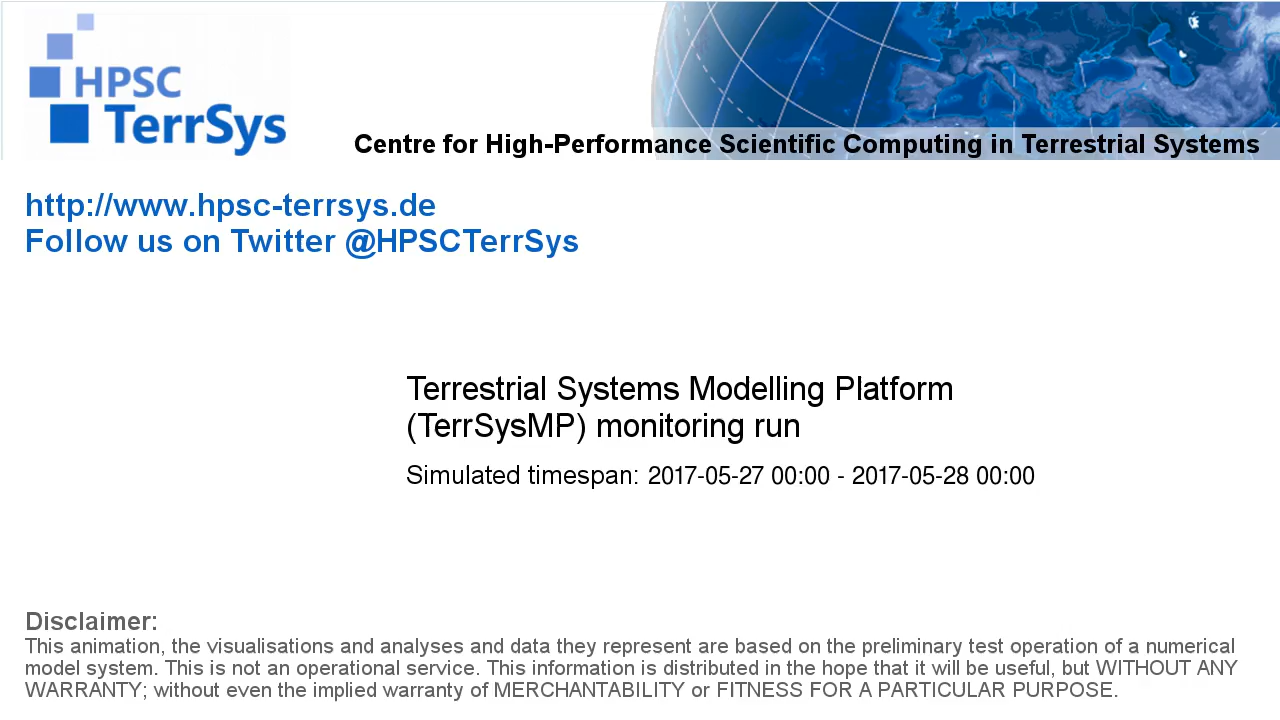 HPSC
TerrSys
Centre for High-Performance Scientific Computing in Terrestrial Systems
http://www.hpsc-terrsys.de
Follow us on Twitter @HPSCTerrSys
Terrestrial Systems Modelling Platform
(TerrSysMP) monitoring run
Simulated timespan: 2017-05-27 00:00 - 2017-05-28 00:00
Disclaimer:
This animation, the visualisations and analyses and data they represent are based on the preliminary test operation of a numerical
model system. This is not an operational service. This information is distributed in the hope that it will be useful, but WITHOUT ANY
WARRANTY; without even the implied warranty of MERCHANTABILITY or FITNESS FOR A PARTICULAR PURPOSE.